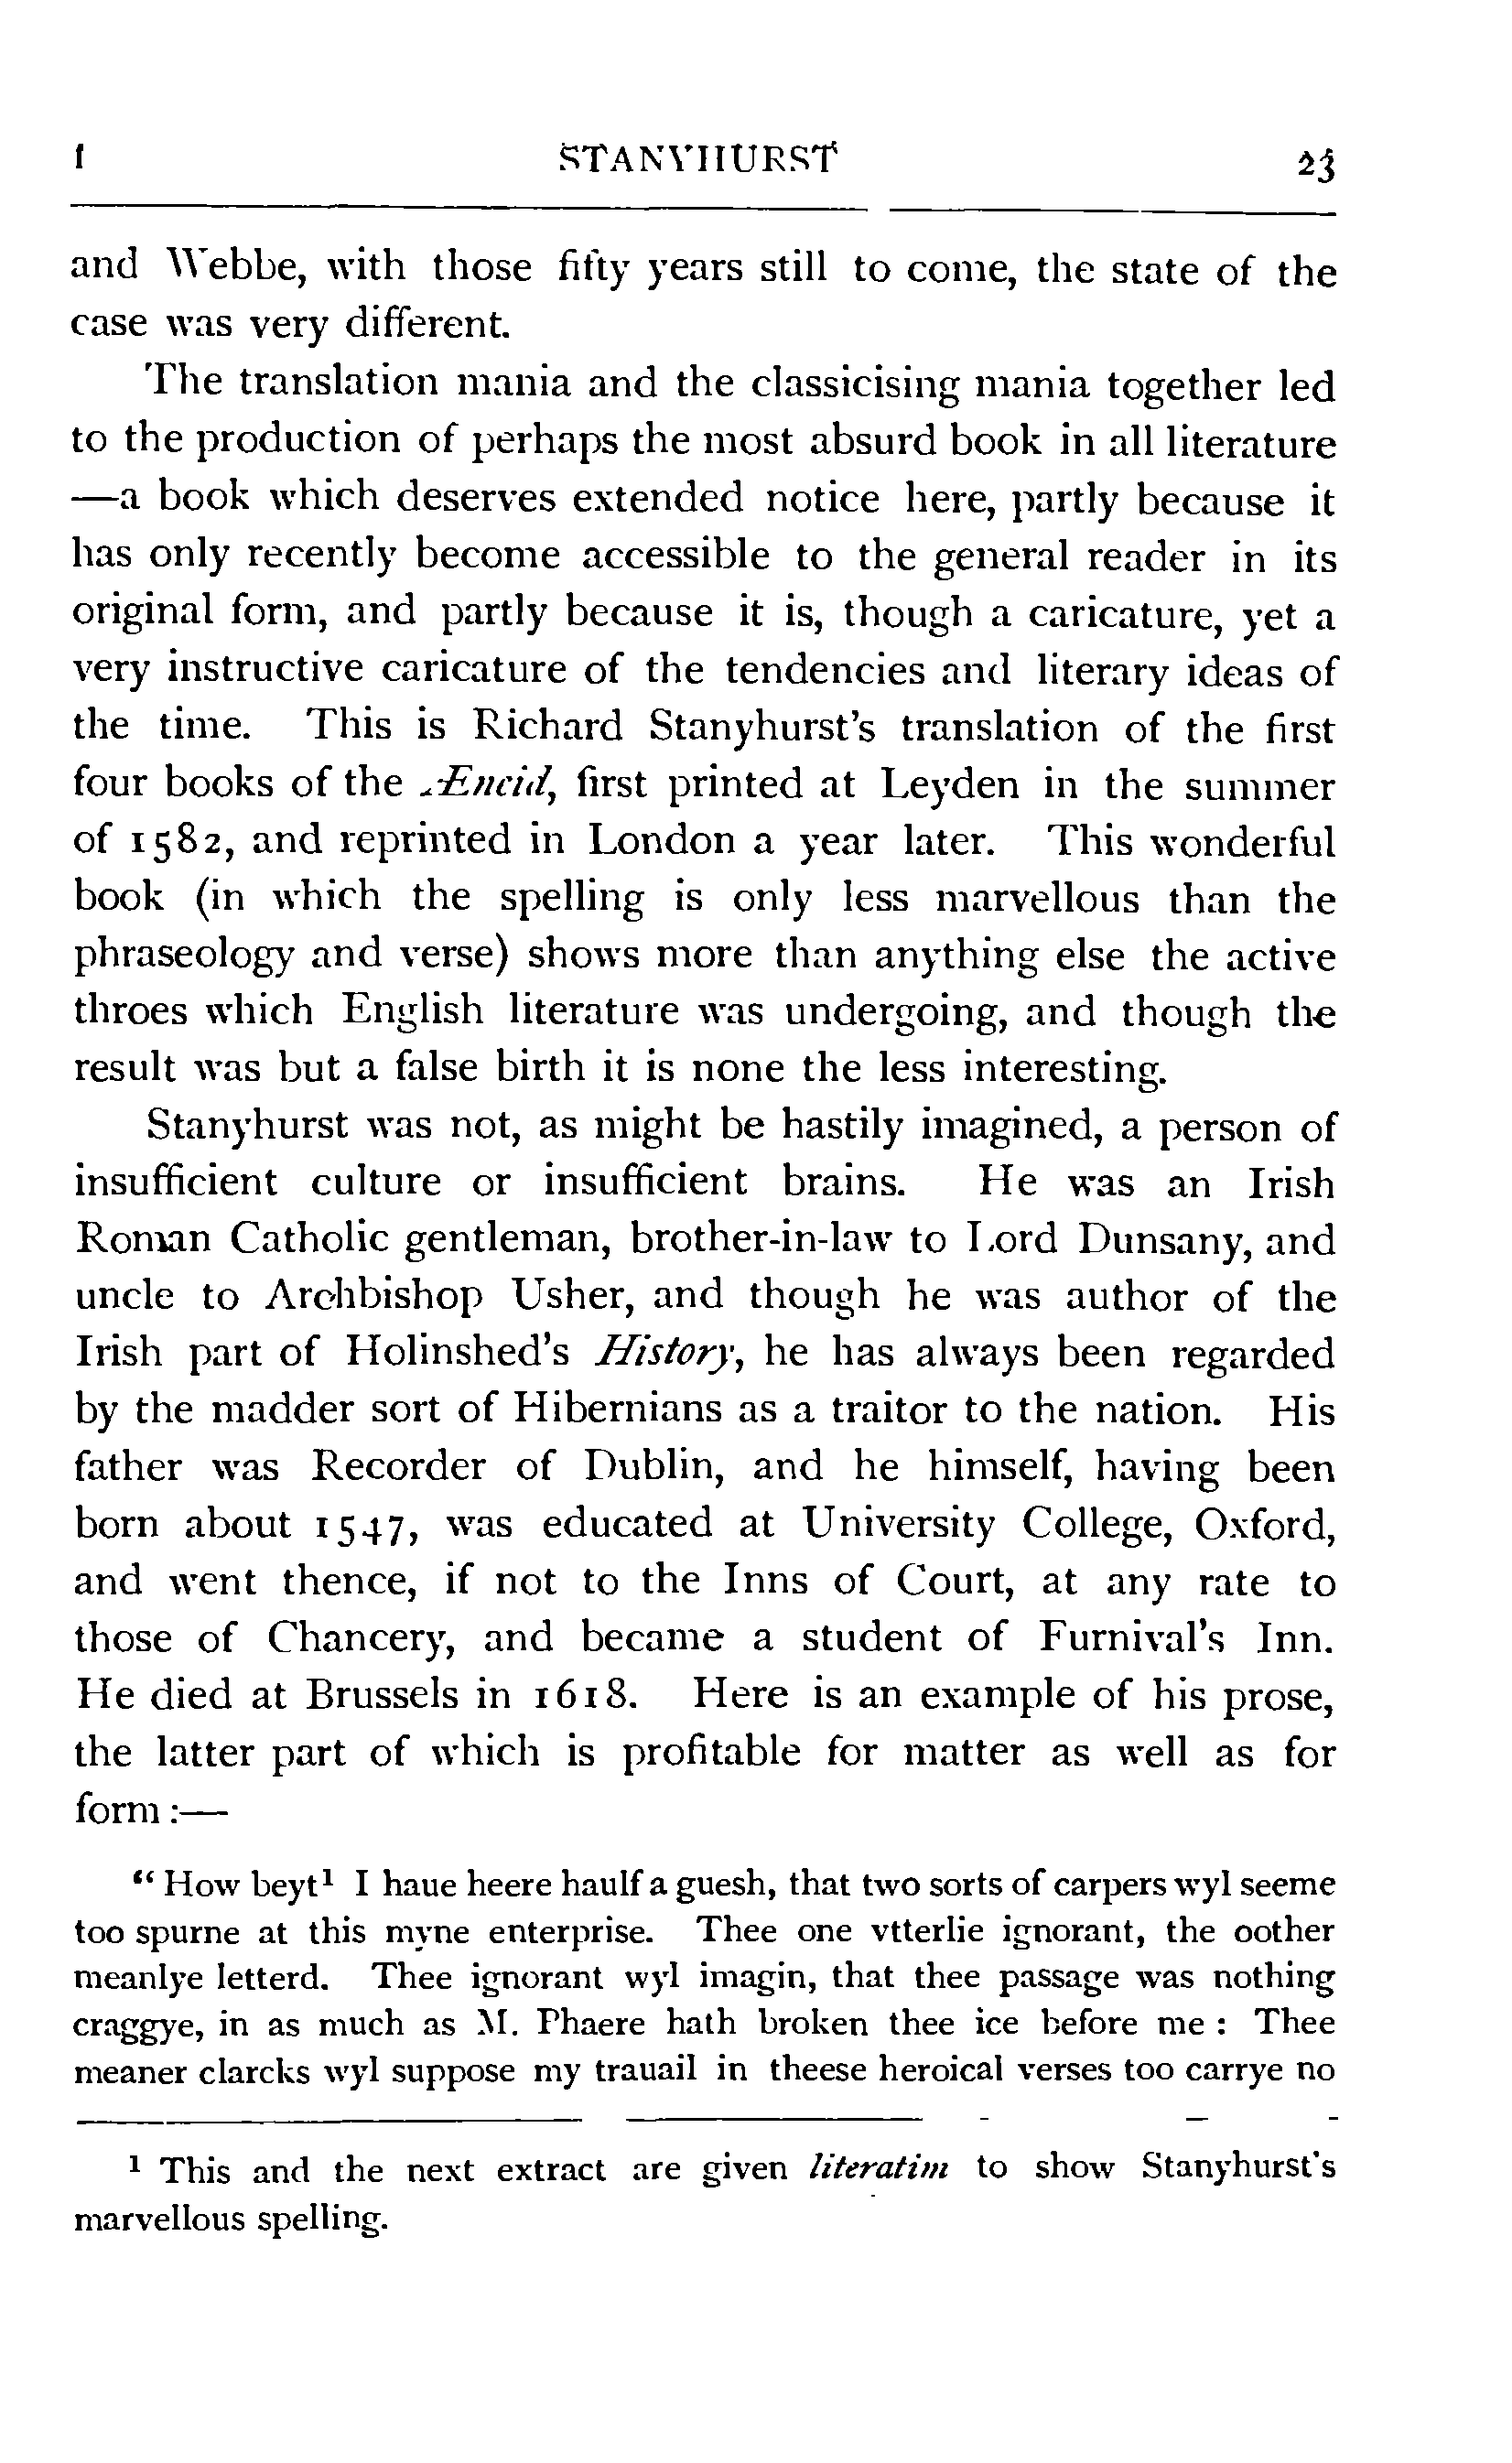 I STANYHURST 23
and Webbe, with those fifty years still to come, the state of the
case was very different.
The translation mania and the classicising mania together led
to the production of perhaps the most absurd book in all literature
—a book which deserves extended notice here, partly because it
has only recently become accessible to the general reader in its
original form, and partly because it is, though a caricature, yet a
very instructive caricature of the tendencies and literary ideas of
the time. This is Richard Stanyhurst's translation of the first
four books of the Æneid, first printed at Leyden in the summer
of 1582, and reprinted in London a year later. This wonderful
book (in which the spelling is only less marvellous than the
phraseology and verse) shows more than anything else the active
throes which English literature was undergoing, and though the
result was but a false birth it is none the less interesting.
Stanyhurst was not, as might be hastily imagined, a person of
insufficient culture or insufficient brains. He was an Irish
Roman Catholic gentleman, brother-in-law to Lord Dunsany, and
uncle to Archbishop Usher, and though he was author of the
Irish part of Holinshed's History, he has always been regarded
by the madder sort of Hibernians as a traitor to the nation. His
father was Recorder of Dublin, and he himself, having been
born about 1547, was educated at University College, Oxford,
and went thence, if not to the Inns of Court, at any rate to
those of Chancery, and became a student of Furnival's Inn.
He died at Brussels in 1618. Here is an example of his prose,
the latter part of which is profitable for matter as well as for
form:—
“How beyt¹ I haue heere haulf a guesh, that two sorts of carpers wyl seeme
too spurne at this myne enterprise. Thee one vtterlie ignorant, the oother
meanlye letterd. Thee ignorant wyl imagin, that thee passage was nothing
craggye, in as much as M. Phaere hath broken thee ice before me: Thee
meaner clarcks wyl suppose my trauail in theese heroical verses too carrye no
¹ This and the next extract are given literatim to show Stanyhurst's
marvellous spelling.